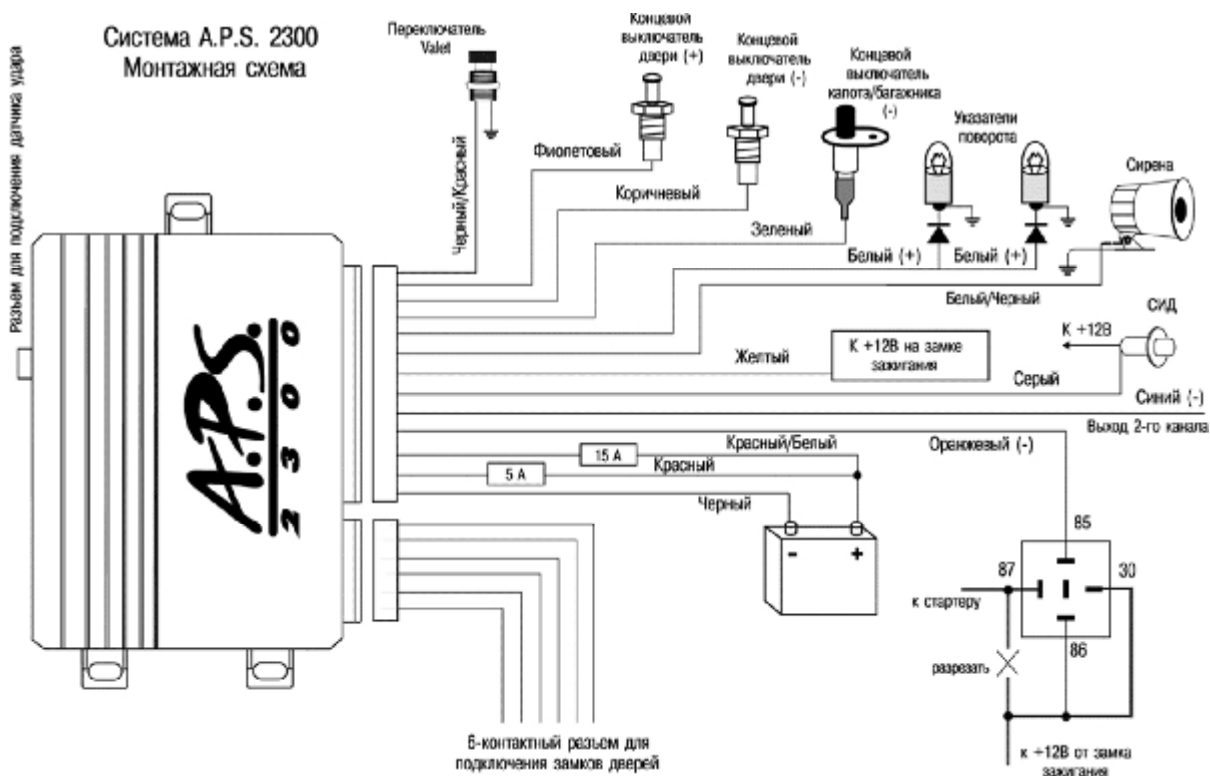 Система A.P.S. 2300
Монтажная схема
Разьем для подключения датчика удара
Переключатель
Valet
Концевой
выключатель
двери (+)
Концевой
выключатель
двери (-)
Концевой
выключатель
капота/багажника
(-)
Указатели
поворота
Сирена
Черный/Красный
Фиолетовый
Коричневый
Зеленый
Белый (+)
Белый (+)
Белый/Черный
СИД
К +12В
Желтый
К +12В на замке
зажигания
Серый
Синий (-)
Выход 2-го канала
Оранжевый (-)
Красный/Белый
15 А
Красный
5 А
Черный
- +
A.P.S.
2300
85
87
30
86
к стартеру
разрезать
к +12В от замка
зажигания
6-контактный разъем для
подключения замков дверей